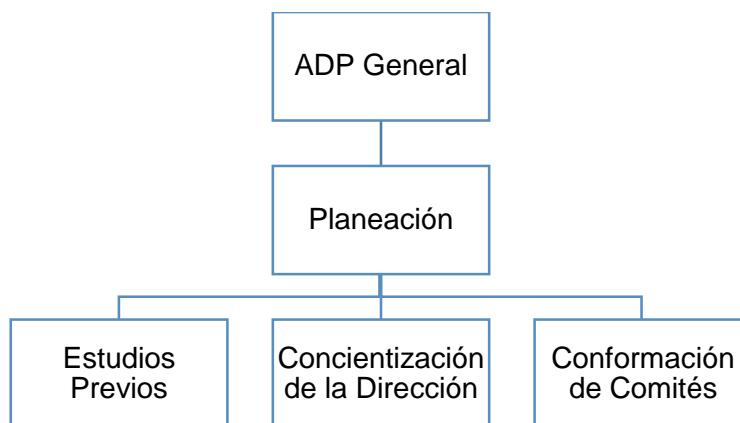 ADP General
Planeación
Estudios
Previos
Concientización
de la Dirección
Conformación
de Comités